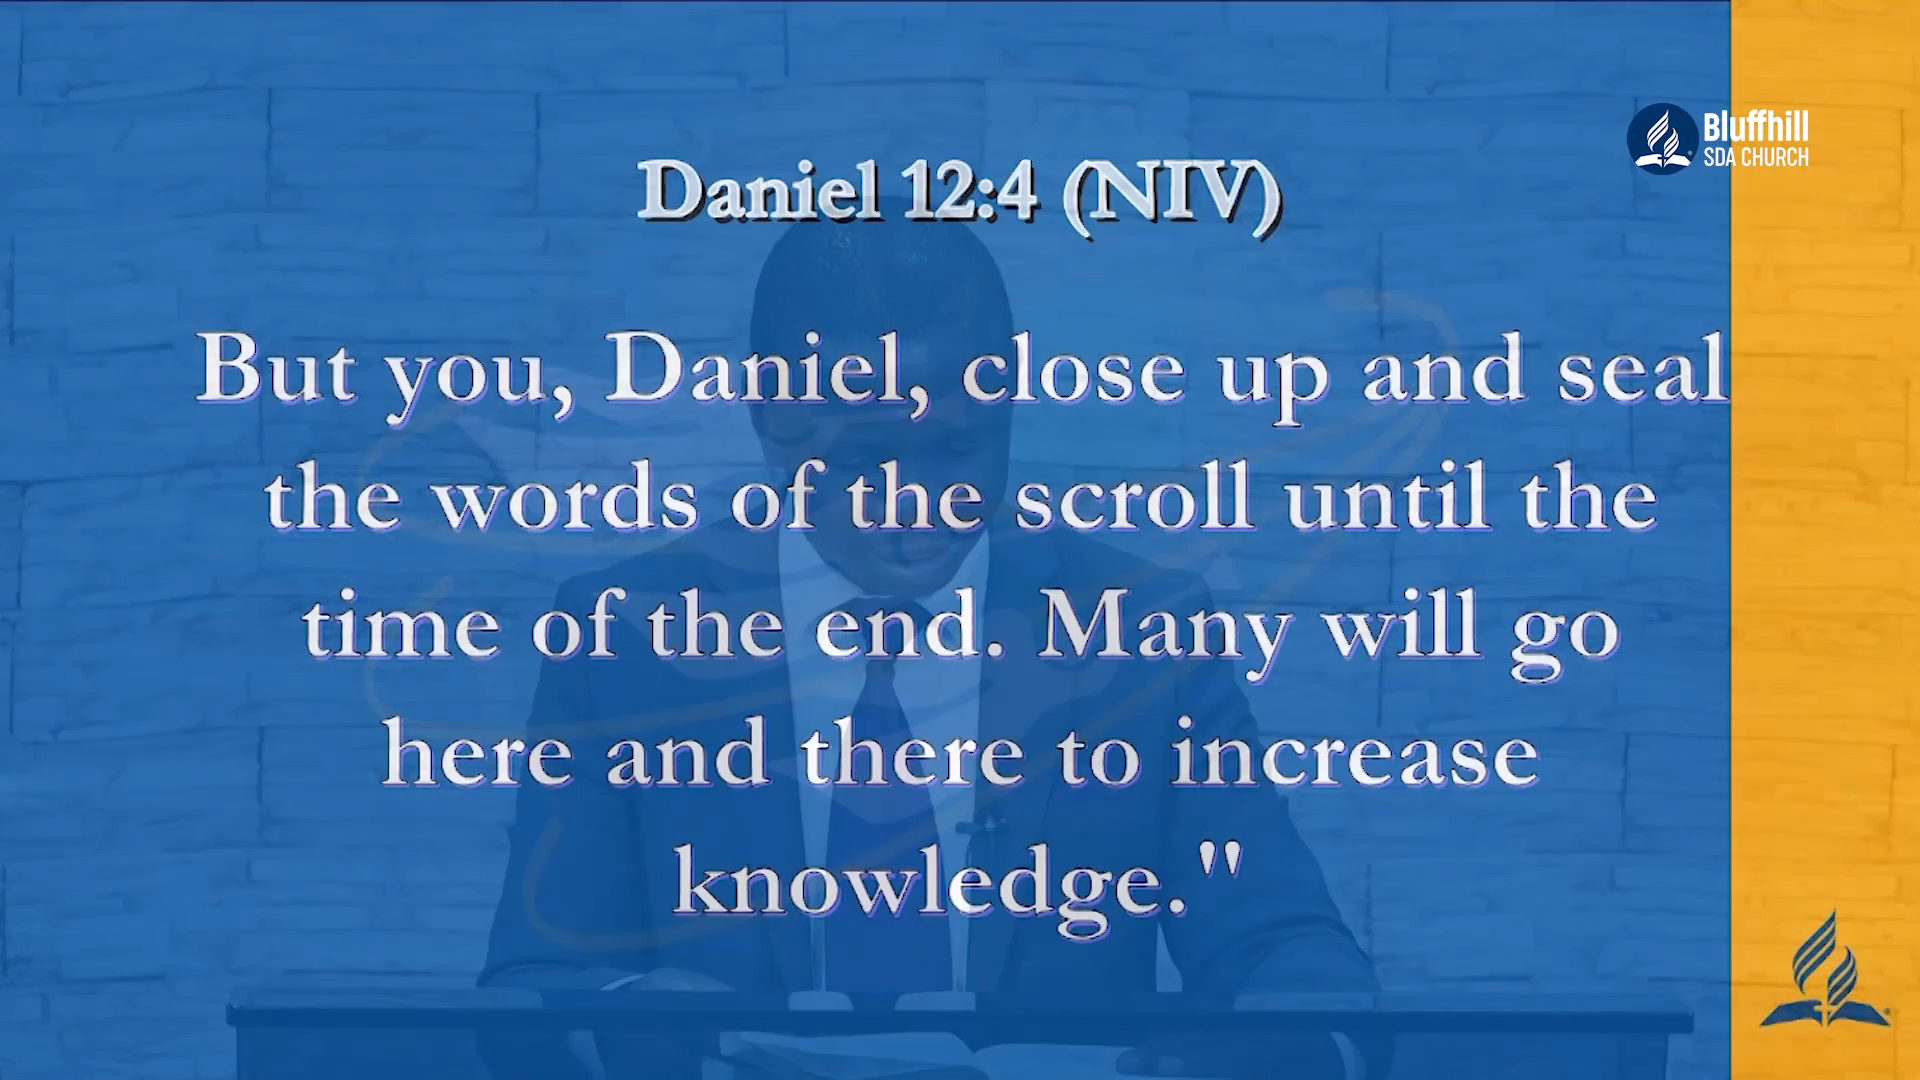 Bluffhill
SDA CHURCH
Daniel 12:4 (NIV)
But you, Daniel, close up and seal
the words of the scroll until the
time of the end. Many will go
here and there to increase
knowledge."